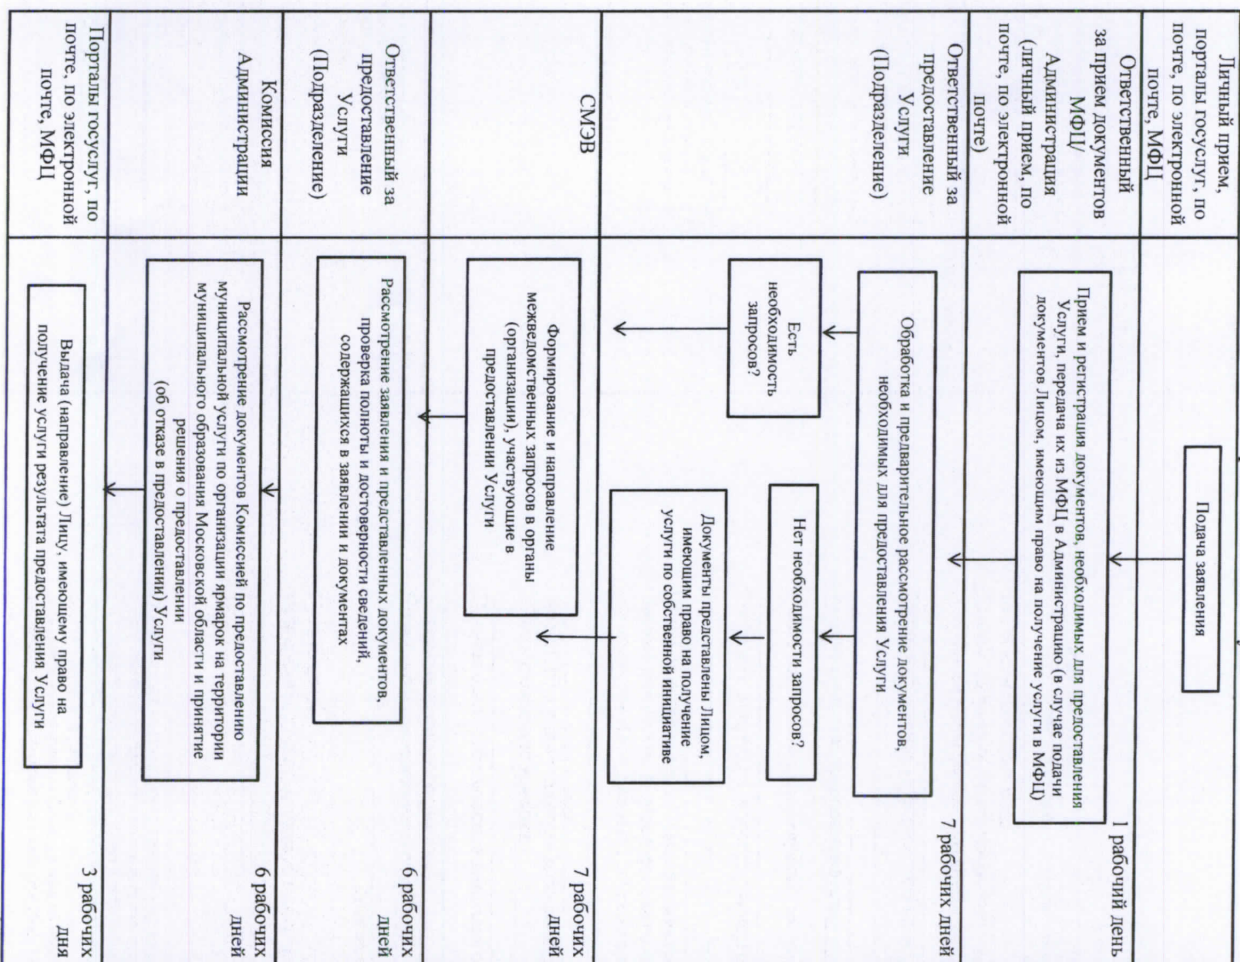 Личный прием,
порталы госуслуг, по
почте, по электронной
почте, МФЦ
Подача заявления
Ответственный
за прием документов
МФЦ/
Администрация
(личный прием, по
почте, по электронной
почте)
Прием и регистрация документов, необходимых для предоставления
Услуги, передача их из МФЦ в Администрацию (в случае подачи
документов Лицом, имеющим право на получение услуги в МФЦ)
1 рабочий день
Ответственный за
предоставление
Услуги
(Подразделение)
Обработка и предварительное рассмотрение документов,
необходимых для предоставления Услуги
Есть
необходимость
запросов?
Нет необходимости запросов?
Документы представлены Лицом,
имеющим право на получение
услуги по собственной инициативе
7 рабочих дней
СМЭВ
Формирование и направление
межведомственных запросов в органы
(организации), участвующие в
предоставлении Услуги
7 рабочих
дней
Ответственный за
предоставление
Услуги
(Подразделение)
Рассмотрение заявления и представленных документов,
проверка полноты и достоверности сведений,
содержащихся в заявлении и документах
6 рабочих
дней
Комиссия
Администрации
Рассмотрение документов Комиссией по предоставлению
муниципальной услуги по организации ярмарок на территории
муниципального образования Московской области и принятие
решения о предоставлении
(об отказе в предоставлении) Услуги
6 рабочих
дней
Порталы госуслуг, по
почте, по электронной
почте, МФЦ
Выдача (направление) Лицу, имеющему право на
получение услуги результата предоставления Услуги
3 рабочих
дня